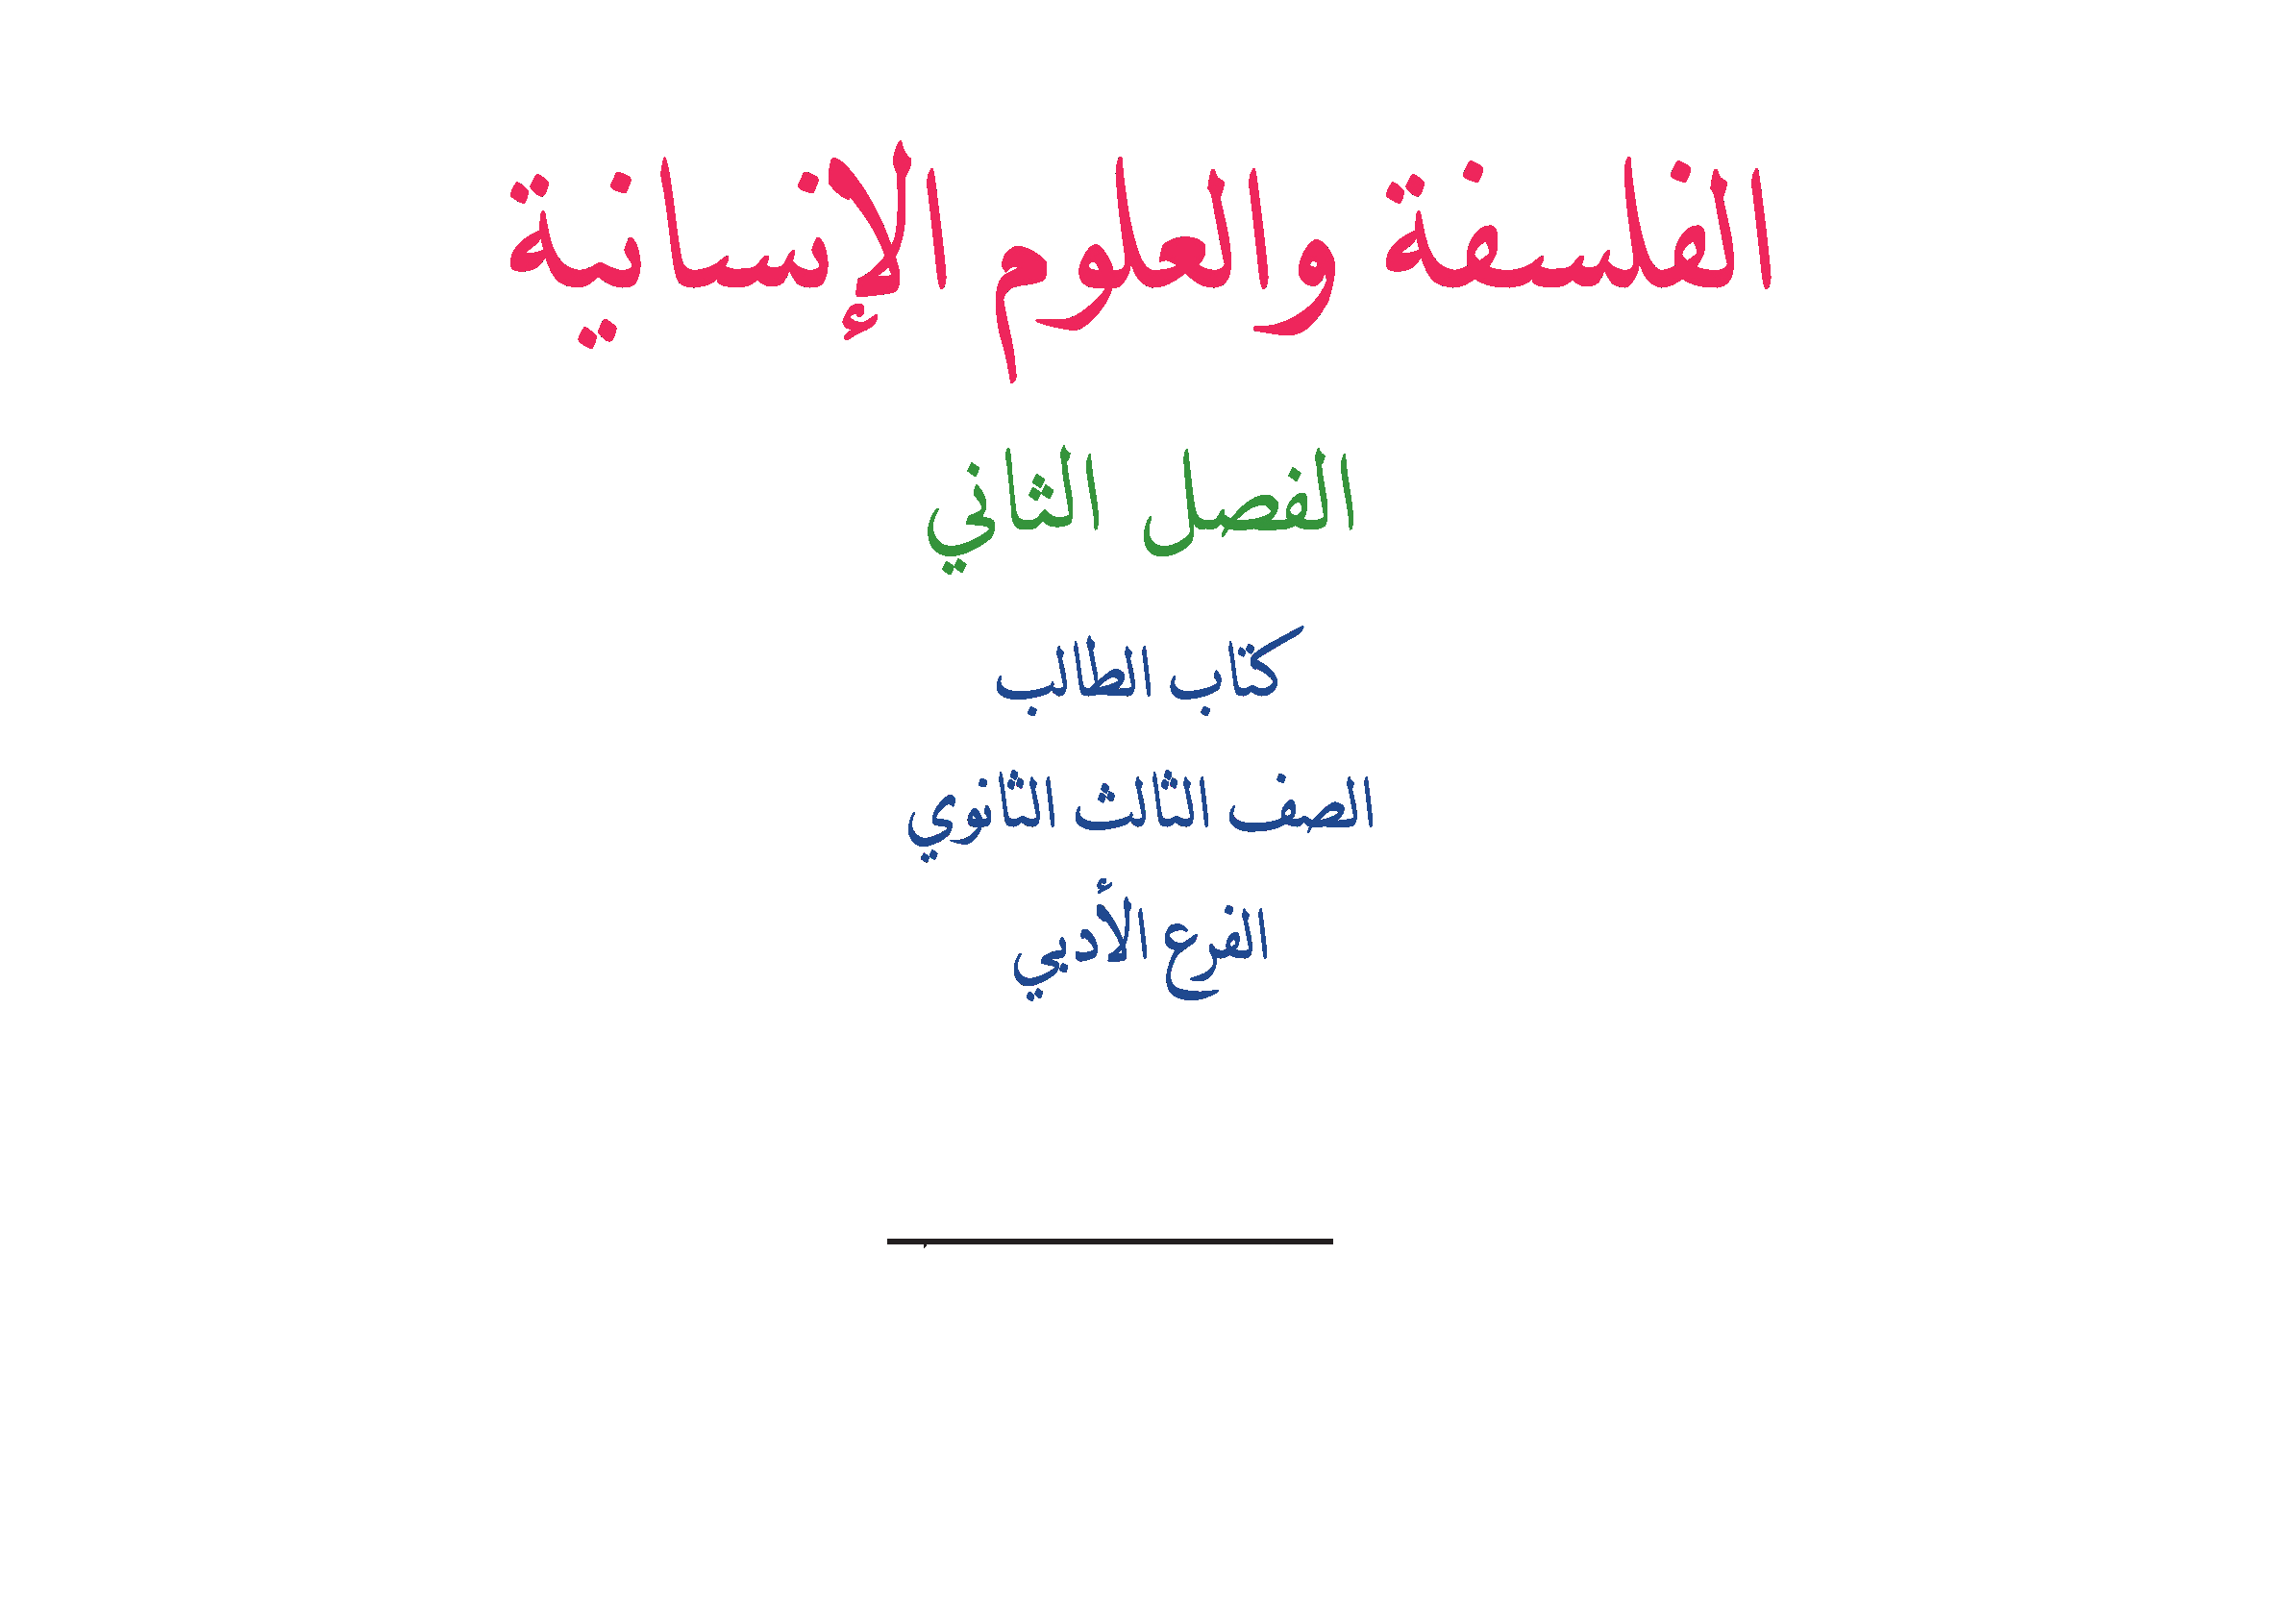 الفلسفة والعلوم الإنسانية
الفصل الثاني
كتاب الطالب
الصف الثالث الثانوي
الفرع الأدبي